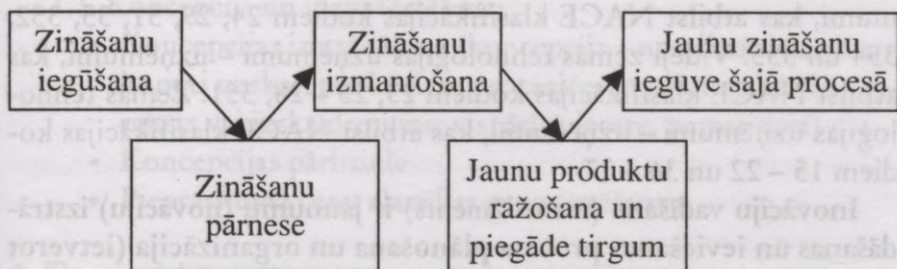 Zināšanu
iegūšana
Zināšanu
pārnese
Zināšanu
izmantošana
Jaunu produktu
ražošana un
piegāde tirgum
Jaunu zināšanu
ieguve šajā procesā